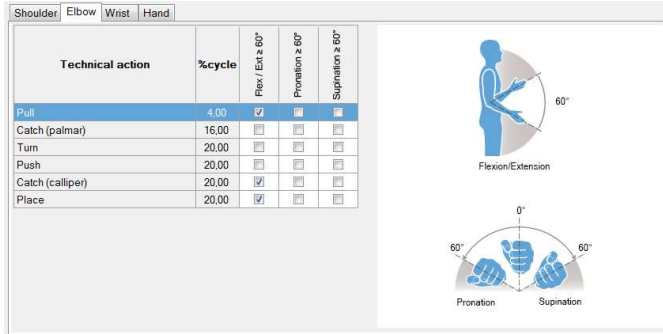 Shoulder Elbow Wrist Hand
Technical action %cycle Flex / Ext ≥ 60° Pronation ≥ 60° Supination ≥ 60°
Pull 4,00
Catch (palmar) 16,00
Turn 20,00
Push 20,00
Catch (calliper) 20,00
Place 20,00
60°
Flexion/Extension
0°
60° 60°
Pronation Supination